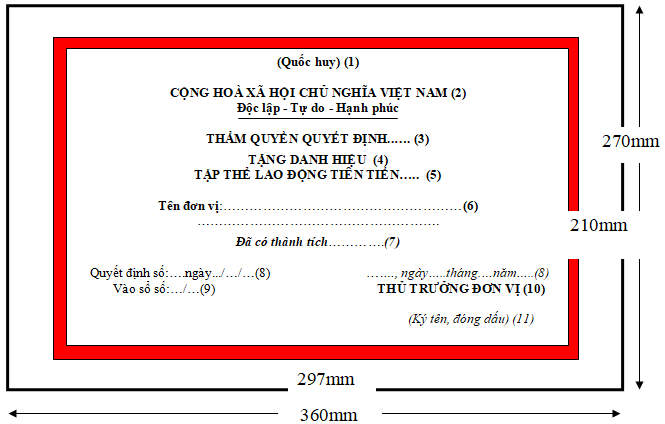 (Quốc huy) (1)
CỘNG HOÀ XÃ HỘI CHỦ NGHĨA VIỆT NAM (2)
Độc lập - Tự do - Hạnh phúc
THẨM QUYỀN QUYẾT ĐỊNH...... (3)
TẶNG DANH HIỆU (4)
TẬP THỂ LAO ĐỘNG TIÊN TIẾN..... (5)
Tên đơn vị:………………………………………………(6)
……………………………………………….
Đã có thành tích………….(7)
Quyết định số:….ngày.../…/…(8)
Vào sổ số:…/…(9)
…...., ngày.....tháng….năm.....(8)
THỦ TRƯỞNG ĐƠN VỊ (10)
(Ký tên, đóng dấu) (11)
270mm
210mm
297mm
360mm